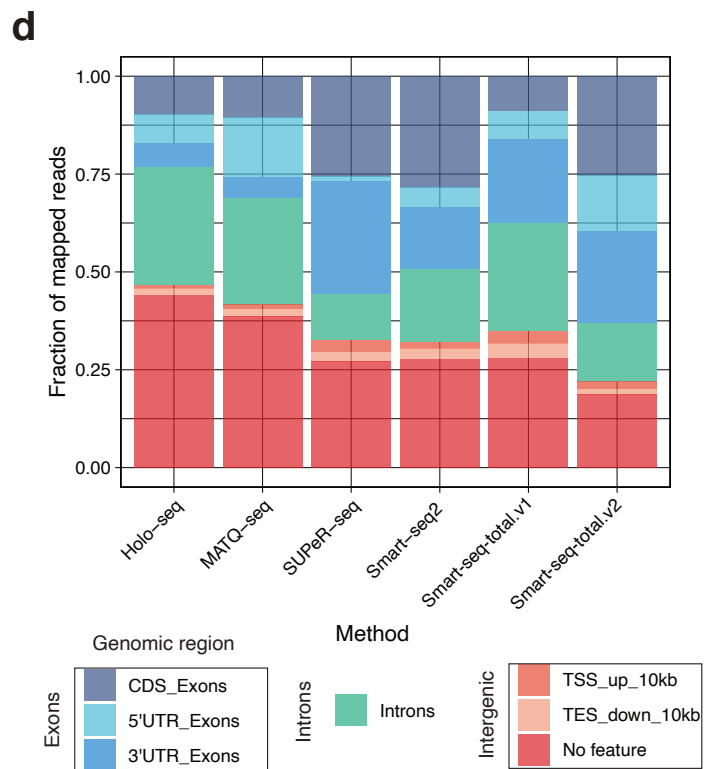 d
Fraction of mapped reads
1.00
0.75
0.50
0.25
0.00
Holo−seq
MATQ−seq
SUPeR−seq
Smart−seq2
Smart-seq-total.v1
Smart-seq-total.v2
Method
Genomic region
Exons
CDS_Exons
5'UTR_Exons
3'UTR_Exons
Introns
Introns
Intergenic
TSS_up_10kb
TES_down_10kb
No feature